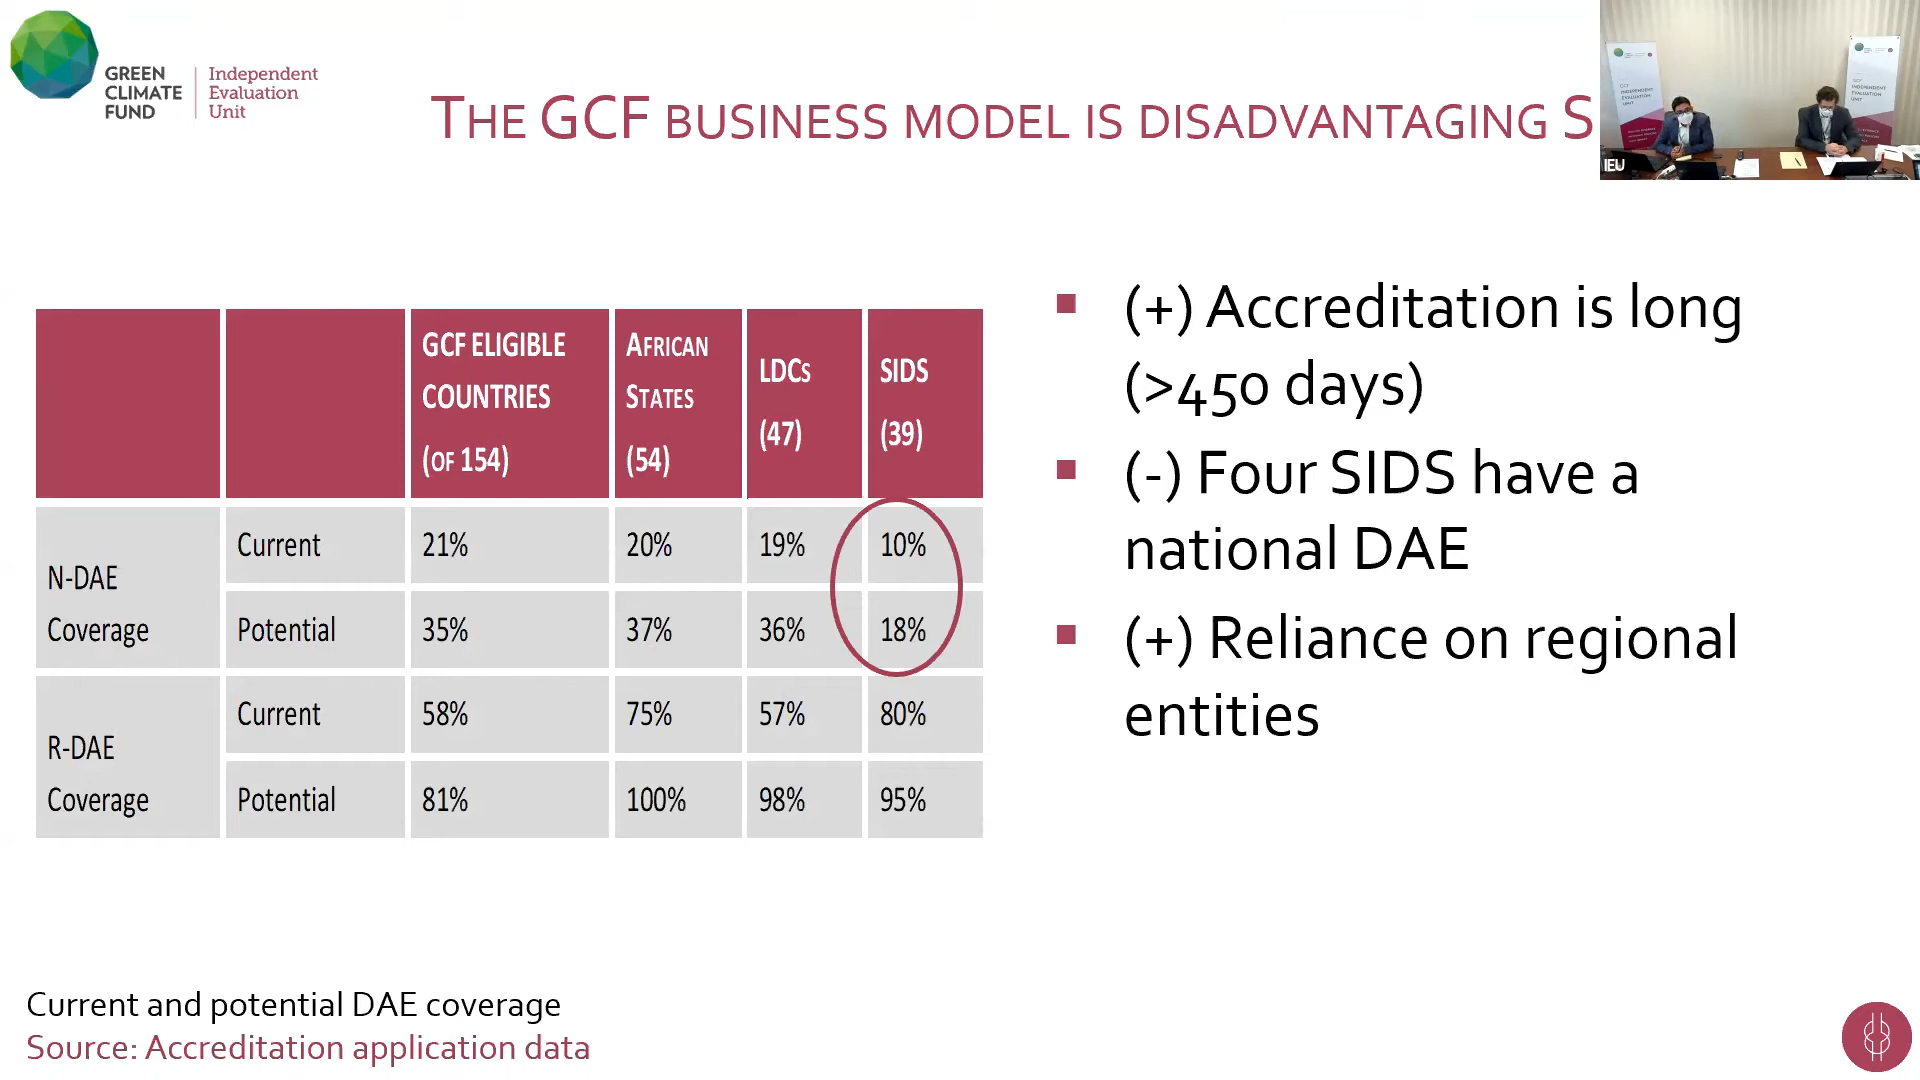 GREEN
CLIMATE
FUND
Independent
Evaluation
Unit
THE GCF BUSINESS MODEL IS DISADVANTAGING S
IEU
GCF ELIGIBLE
COUNTRIES
(OF 154)
AFRICAN
STATES
(54)
LDCS
(47)
SIDS
(39)
N-DAE
Coverage
Current
21%
20%
19%
10%
Potential
35%
37%
36%
18%
R-DAE
Coverage
Current
58%
75%
57%
80%
Potential
81%
100%
98%
95%
▪ (+) Accreditation is long
(>450 days)
▪ (-) Four SIDS have a
national DAE
▪ (+) Reliance on regional
entities
Current and potential DAE coverage
Source: Accreditation application data